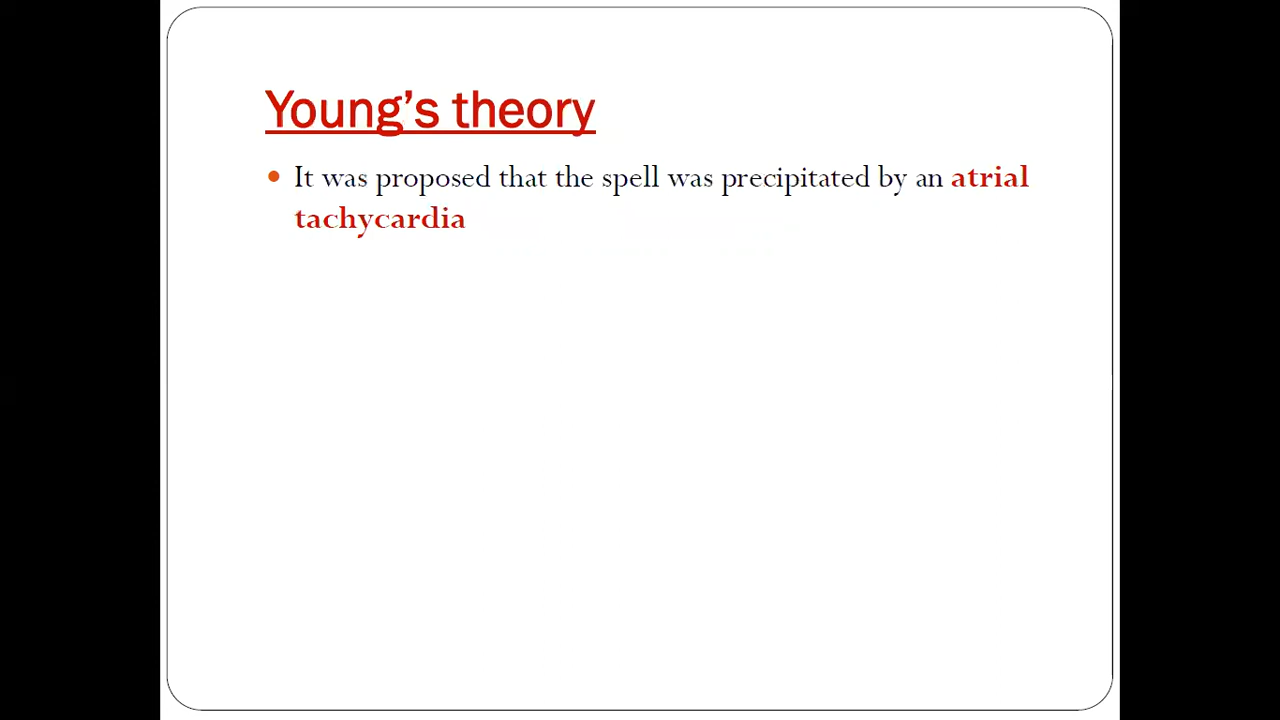 Young’s theory
• It was proposed that the spell was precipitated by an atrial
tachycardia